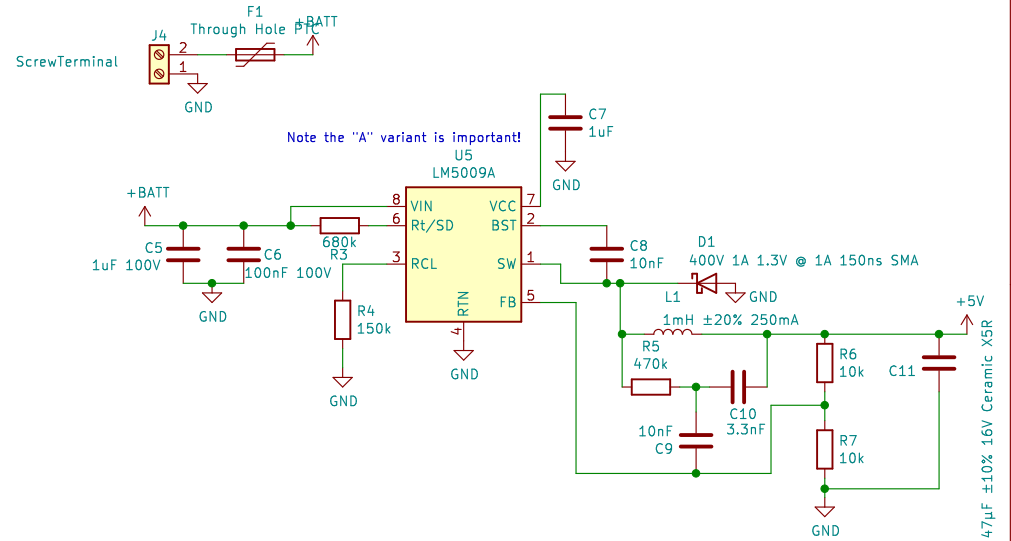 F1
Through Hole PTC
+BATT
J4
2
1
ScrewTerminal
GND
C7
1uF
GND
Note the "A" variant is important!
U5
LM5009A
+BATT
8
VIN
VCC
7
6
Rt/SD
BST
2
3
RCL
SW
1
FB
5
RTN
4
GND
C5
1uF 100V
C6
100nF 100V
GND
680k
R3
R4
150k
GND
C8
10nF
D1
400V 1A 1.3V @ 1A 150ns SMA
GND
L1
1mH ±20% 250mA
+5V
R5
470k
C10
3.3nF
10nF
C9
R6
10k
R7
10k
C11
47µF ±10% 16V Ceramic X5R
GND